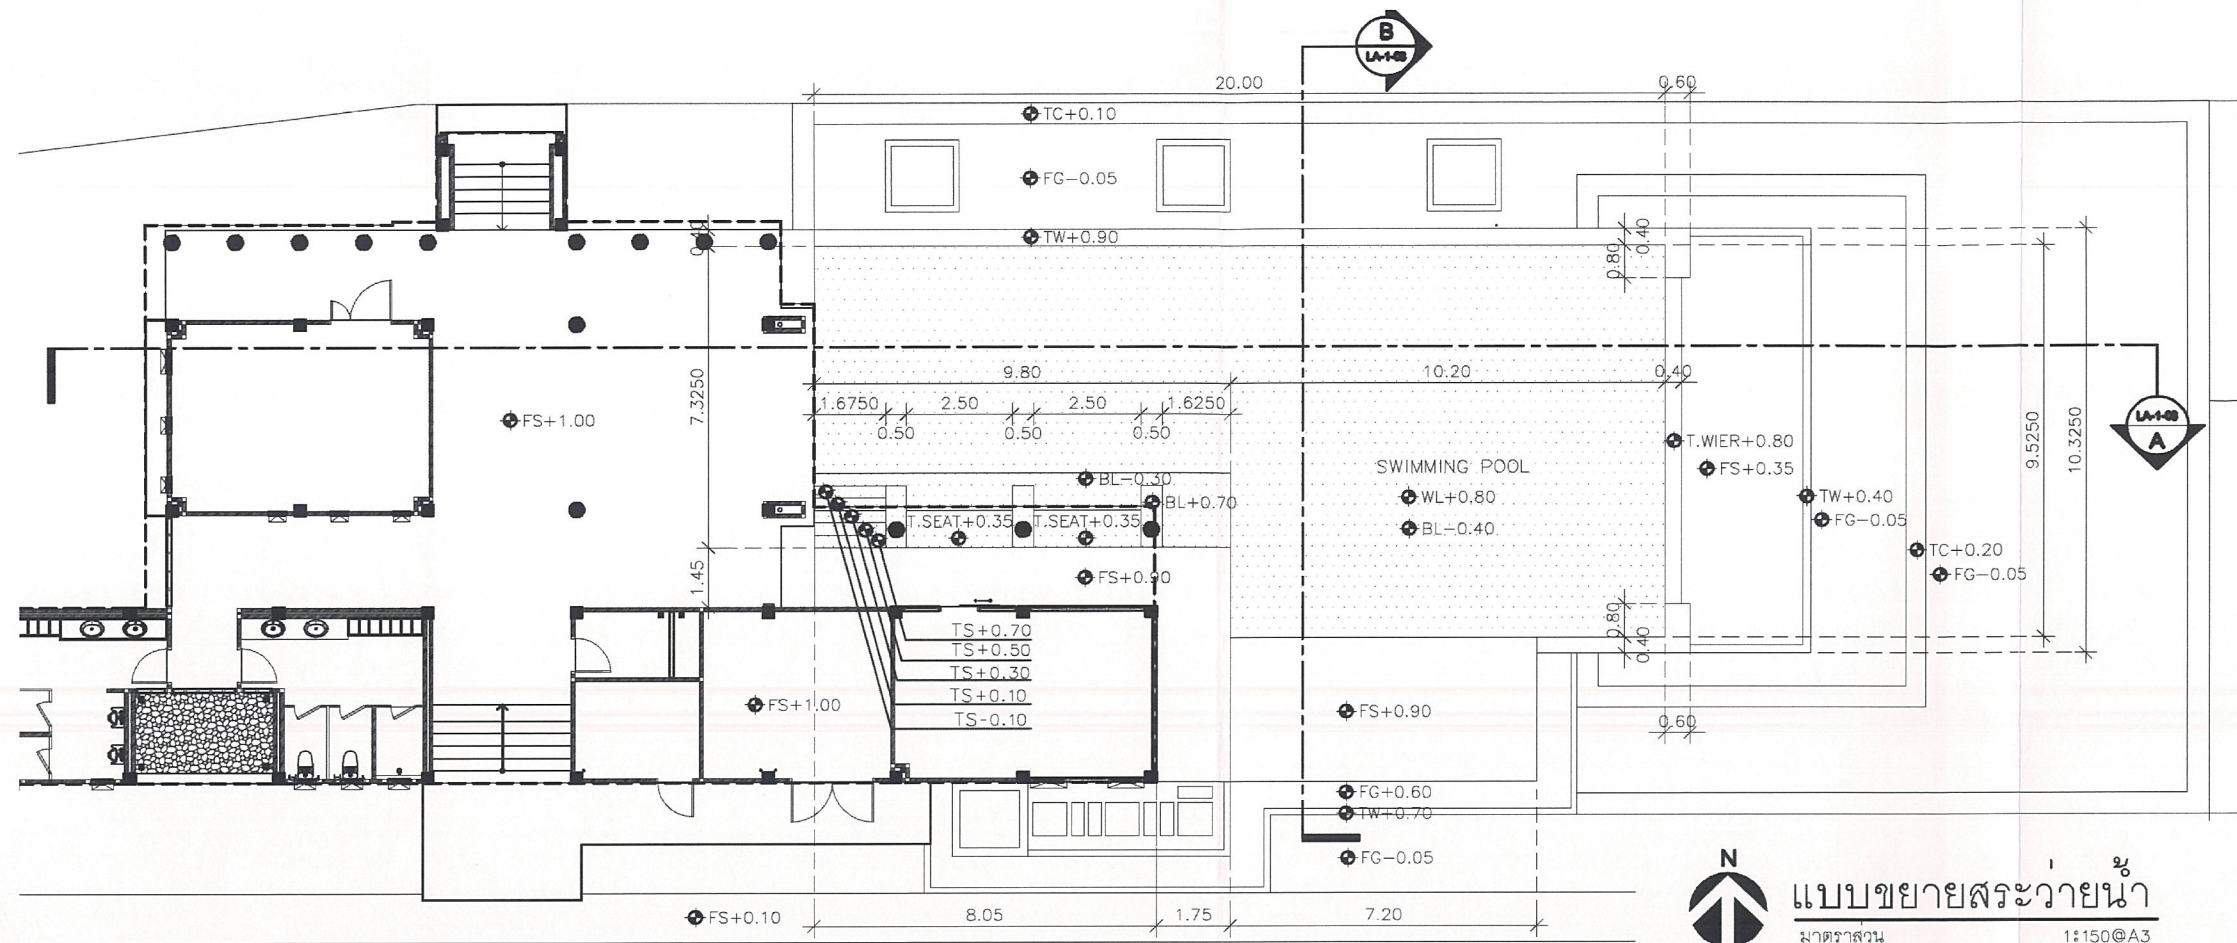 B
LA-1-03
20.00
0.60
TC+0.10
FG-0.05
TW+0.90
0.40
0.80
0.40
7.3250
9.80
10.20
0.40
1.6750
2.50
2.50
1.6250
0.50
0.50
0.50
FS+1.00
LA-1-03
A
9.5250
10.3250
T.WIER+0.80
FS+0.35
SWIMMING POOL
WL+0.80
BL-0.40
BL-0.30
BL+0.70
TW+0.40
FG-0.05
T.SEAT+0.35
T.SEAT+0.35
TC+0.20
FG-0.05
1.45
FS+0.90
0.80
0.40
TS+0.70
TS+0.50
TS+0.30
TS+0.10
TS-0.10
FS+1.00
FS+0.90
0.60
FG+0.60
TW+0.70
FG-0.05
N
แบบขยายสระว่ายน้ำ
มาตราส่วน 1:150@A3
FS+0.10
8.05
1.75
7.20